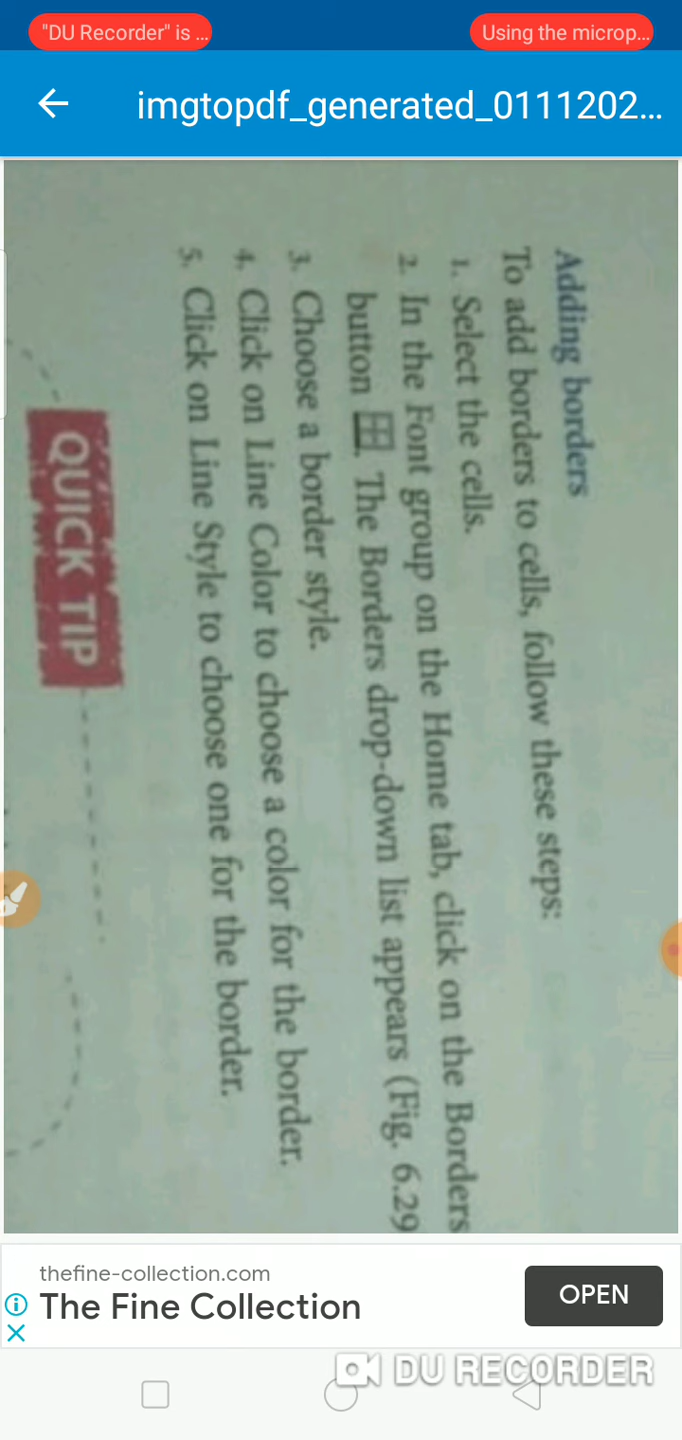 "DU Recorder" is ...
Using the microp...
imgtopdf_generated_0111202...
Adding borders
To add borders to cells, follow these steps:
1. Select the cells.
2. In the Font group on the Home tab, click on the Borders
button . The Borders drop-down list appears (Fig. 6.29
3. Choose a border style.
4. Click on Line Color to choose a color for the border.
5. Click on Line Style to choose one for the border.
QUICK TIP
thefine-collection.com
The Fine Collection
OPEN
DU RECORDER